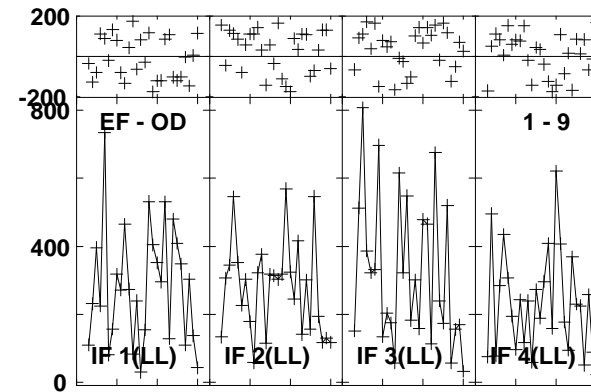 200
-200
800
EF - OD 1 - 9
400
IF 1(LL) IF 2(LL) IF 3(LL) IF 4(LL)
0